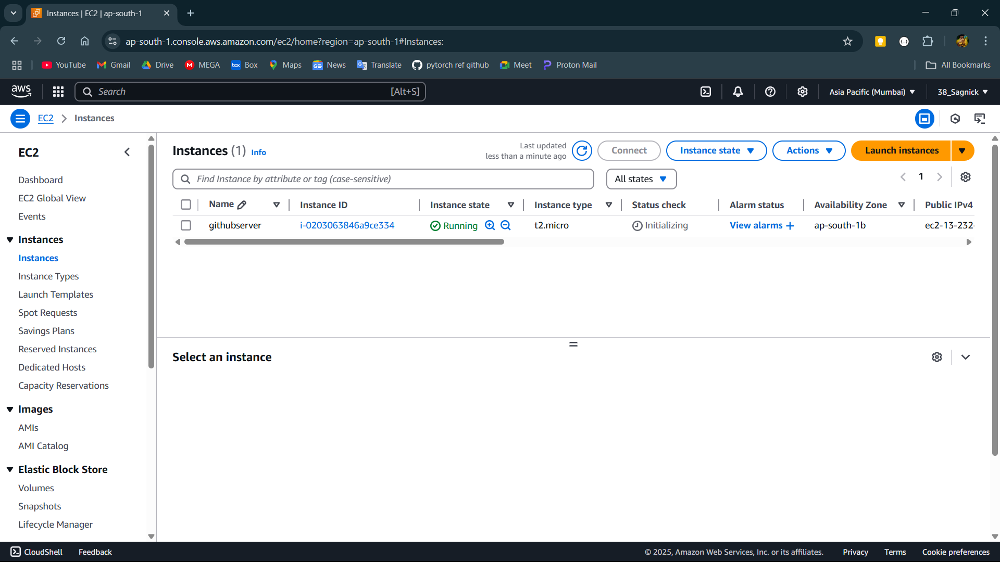 Instances | EC2 | ap-south-1
ap-south-1.console.aws.amazon.com/ec2/home?region=ap-south-1#Instances:
YouTube Gmail Drive MEGA Box Maps News Translate pytorch ref github Meet Proton Mail All Bookmarks
aws Search [Alt+S] Asia Pacific (Mumbai) 38_Sagnick
EC2 Instances
EC2
Dashboard
EC2 Global View
Events
Instances
Instances
Instance Types
Launch Templates
Spot Requests
Savings Plans
Reserved Instances
Dedicated Hosts
Capacity Reservations
Images
AMIs
AMI Catalog
Elastic Block Store
Volumes
Snapshots
Lifecycle Manager
Instances (1) Info
Last updated
less than a minute ago
Connect Instance state Actions Launch instances
Find Instance by attribute or tag (case-sensitive) All states 1
Name Instance ID Instance state Instance type Status check Alarm status Availability Zone Public IPv4
githubserver i-0203063846a9ce334 Running t2.micro Initializing View alarms + ap-south-1b ec2-13-232-
Select an instance
CloudShell Feedback © 2025, Amazon Web Services, Inc. or its affiliates. Privacy Terms Cookie preferences